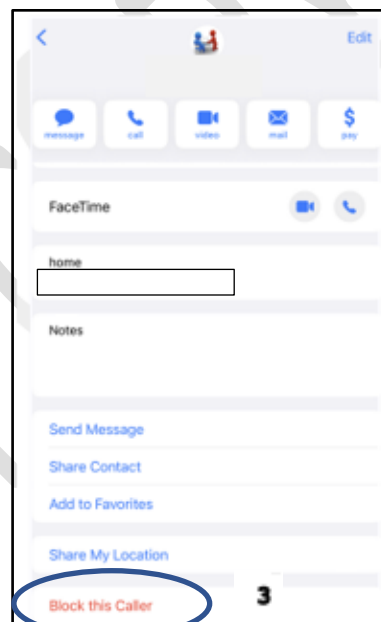 Edit
message call video mail pay
FaceTime
home
Notes
Send Message
Share Contact
Add to Favorites
Share My Location
Block this Caller 3